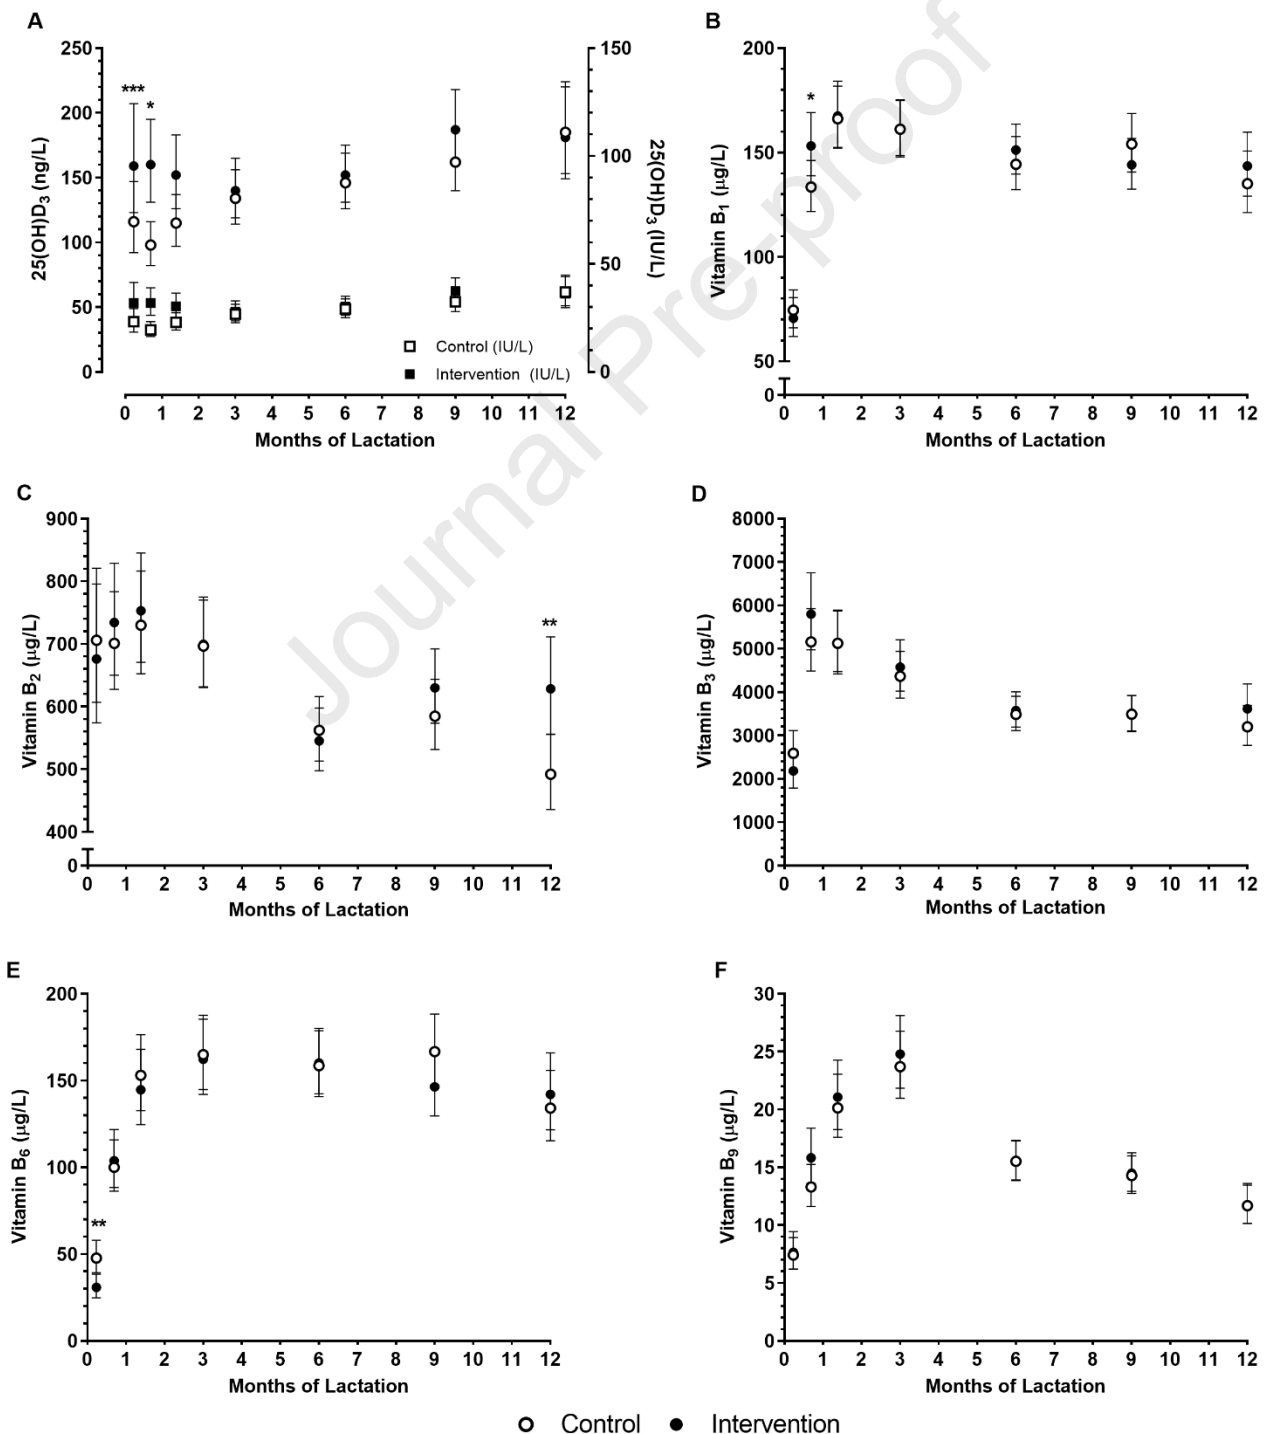 A
250
200
150
100
50
0
25(OH)D3 (ng/L)
***
*
150
100
50
0
25(OH)D3 (IU/L)
Control (IU/L)
Intervention (IU/L)
0 1 2 3 4 5 6 7 8 9 10 11 12
Months of Lactation
B
200
150
100
50
0
Vitamin B1 (µg/L)
*
0 1 2 3 4 5 6 7 8 9 10 11 12
Months of Lactation
C
900
800
700
600
500
400
0
Vitamin B2 (µg/L)
**
0 1 2 3 4 5 6 7 8 9 10 11 12
Months of Lactation
D
8000
7000
6000
5000
4000
3000
2000
1000
0
Vitamin B3 (µg/L)
0 1 2 3 4 5 6 7 8 9 10 11 12
Months of Lactation
E
200
150
100
50
0
Vitamin B6 (µg/L)
**
0 1 2 3 4 5 6 7 8 9 10 11 12
Months of Lactation
F
30
25
20
15
10
5
0
Vitamin B9 (µg/L)
0 1 2 3 4 5 6 7 8 9 10 11 12
Months of Lactation
Control Intervention
Journal Pre-proof